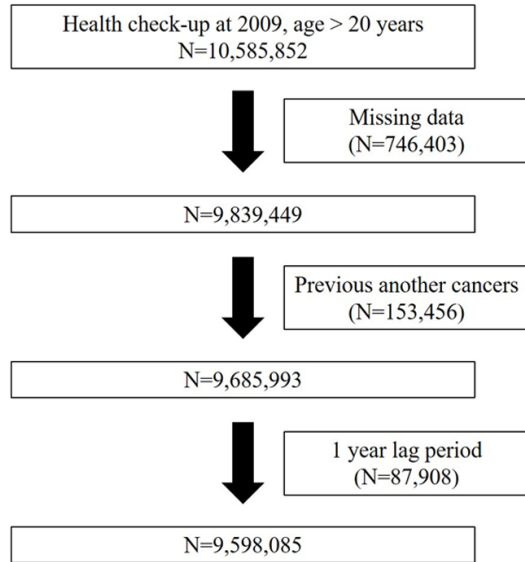 Health check-up at 2009, age > 20 years
N=10,585,852
Missing data
(N=746,403)
N=9,839,449
Previous another cancers
(N=153,456)
N=9,685,993
1 year lag period
(N=87,908)
N=9,598,085